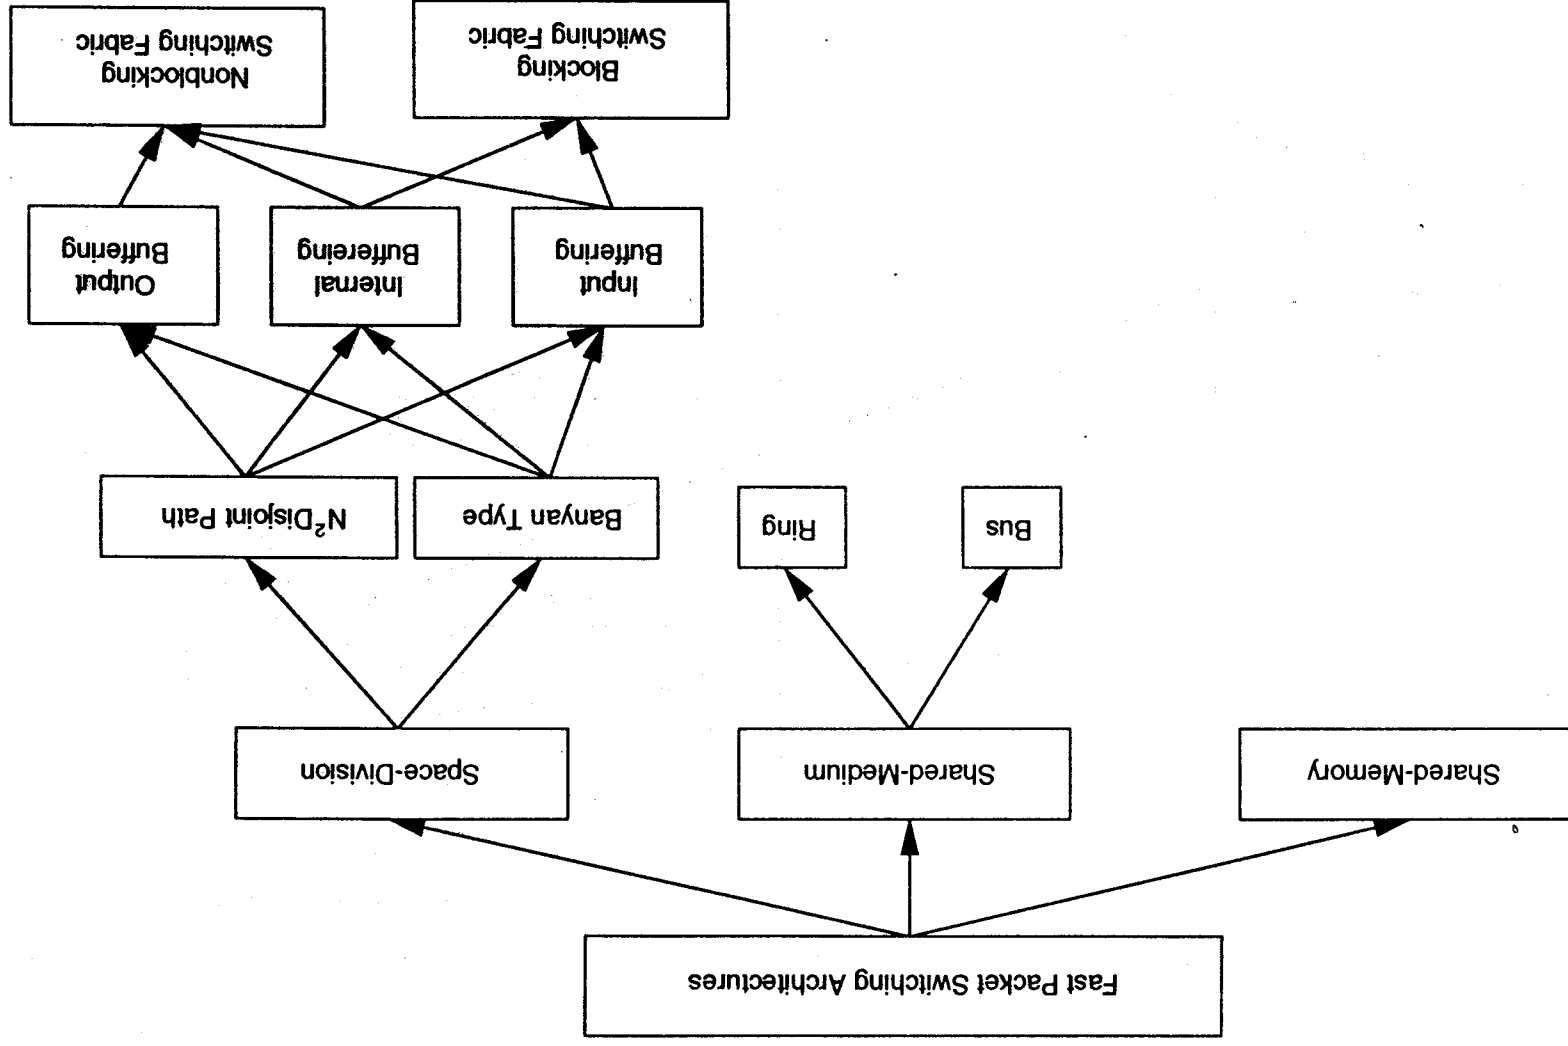 Fast Packet Switching Architectures
Shared-Memory
Shared-Medium
Space-Division
Bus
Ring
Banyan Type
N²Disjoint Path
Input
Buffering
Internal
Buffereing
Output
Buffering
Blocking
Switching Fabric
Nonblocking
Switching Fabric